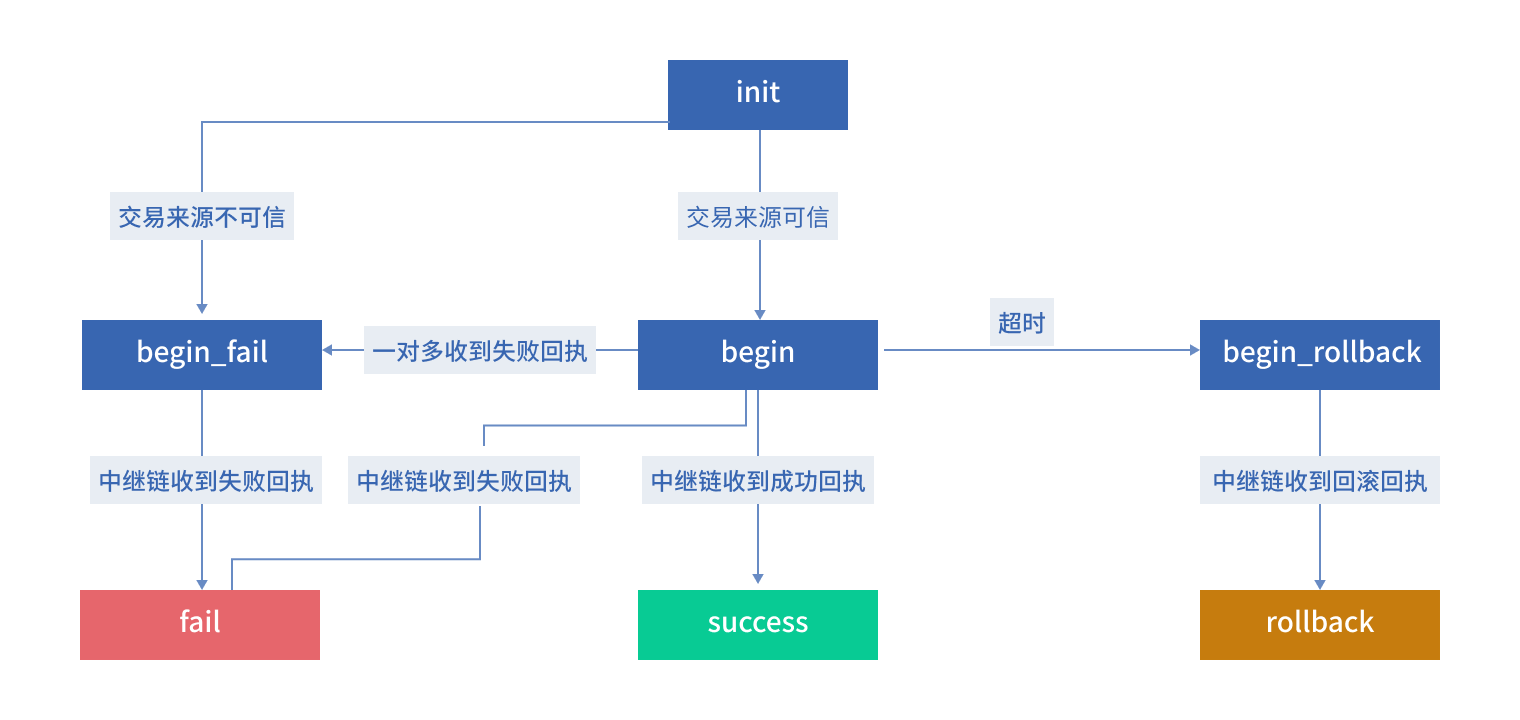 init
交易来源不可信
交易来源可信
超时
begin_fail
一对多收到失败回执
begin
begin_rollback
中继链收到失败回执
中继链收到失败回执
中继链收到成功回执
中继链收到回滚回执
fail
success
rollback